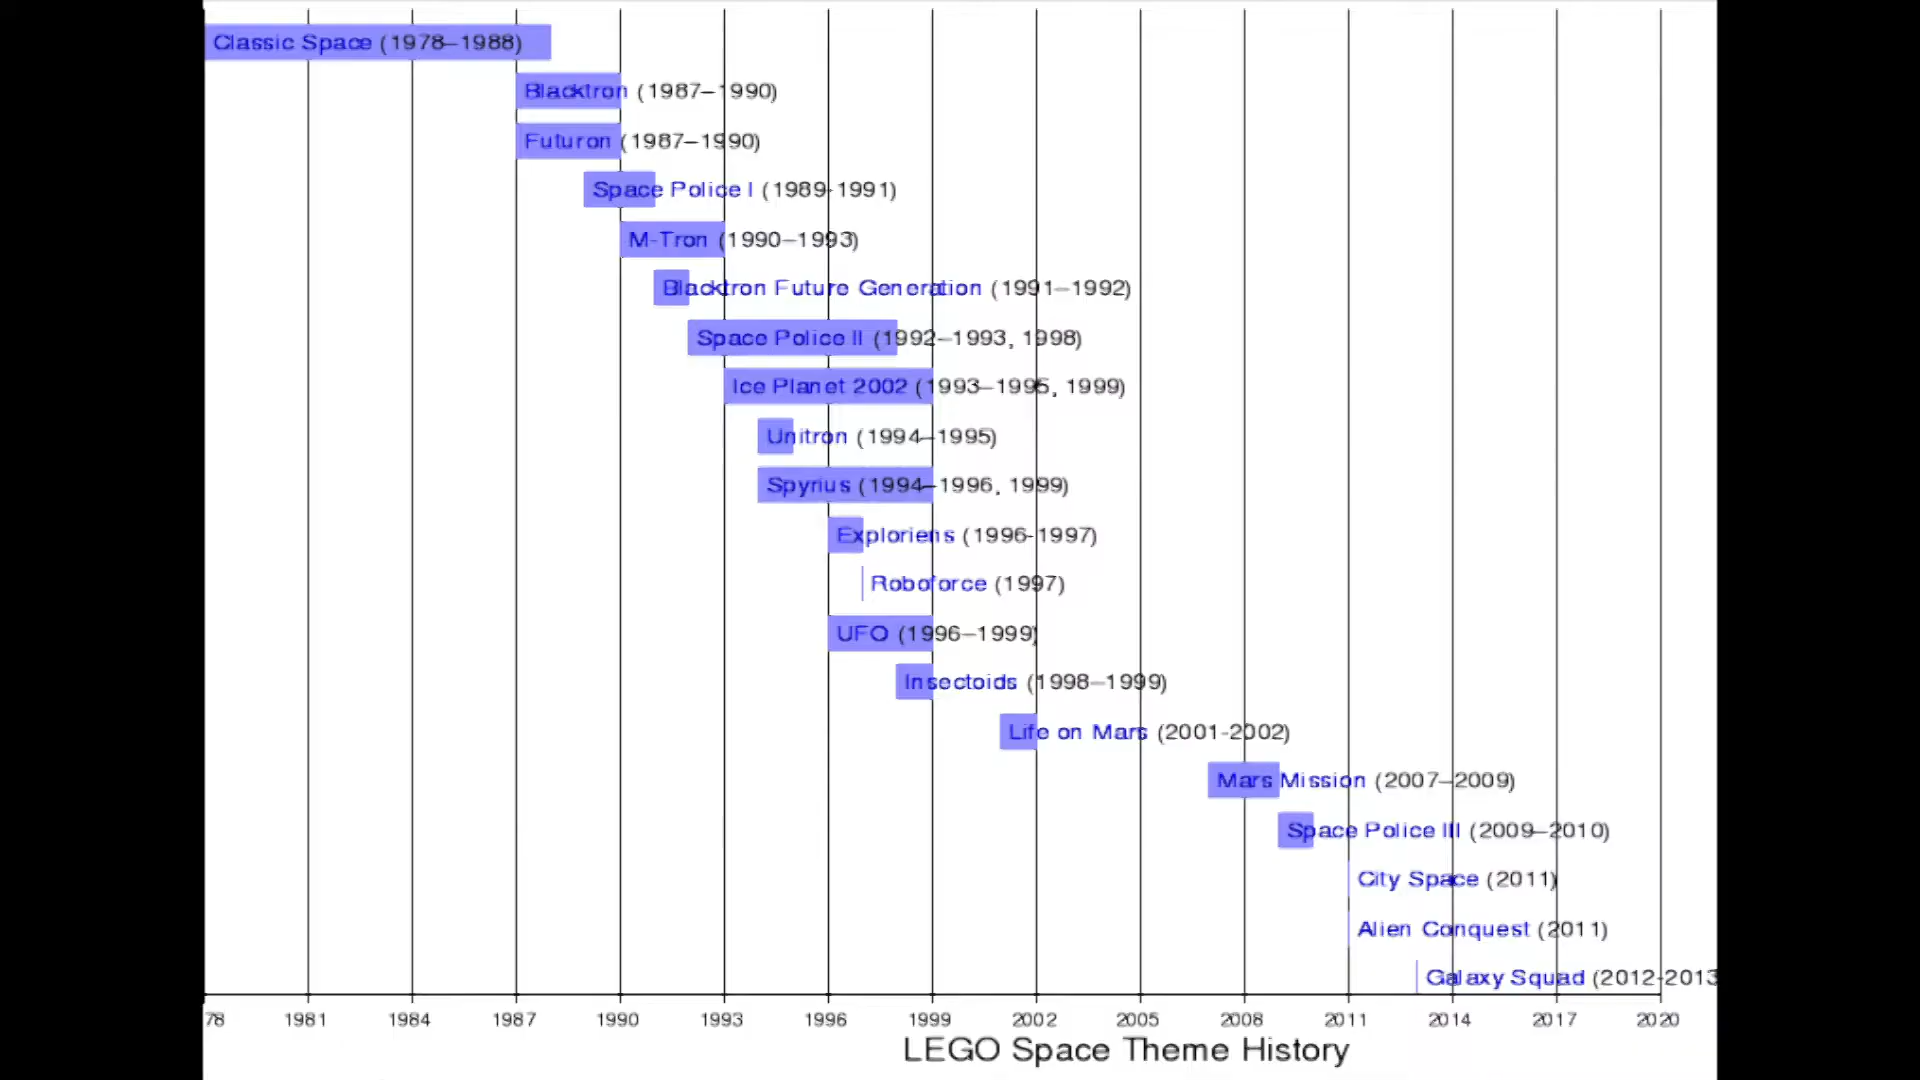 Classic Space (1978–1988)
Blacktron (1987–1990)
Futuron (1987–1990)
Space Police I (1989-1991)
M-Tron (1990–1993)
Blacktron Future Generation (1991–1992)
Space Police II (1992–1993, 1998)
Ice Planet 2002 (1993–1995, 1999)
Unitron (1994–1995)
Spyrius (1994–1996, 1999)
Exploriens (1996-1997)
Roboforce (1997)
UFO (1996–1999)
Insectoids (1998–1999)
Life on Mars (2001-2002)
Mars Mission (2007–2009)
Space Police III (2009–2010)
City Space (2011)
Alien Conquest (2011)
Galaxy Squad (2012-2013
78 1981 1984 1987 1990 1993 1996 1999 2002 2005 2008 2011 2014 2017 2020
LEGO Space Theme History